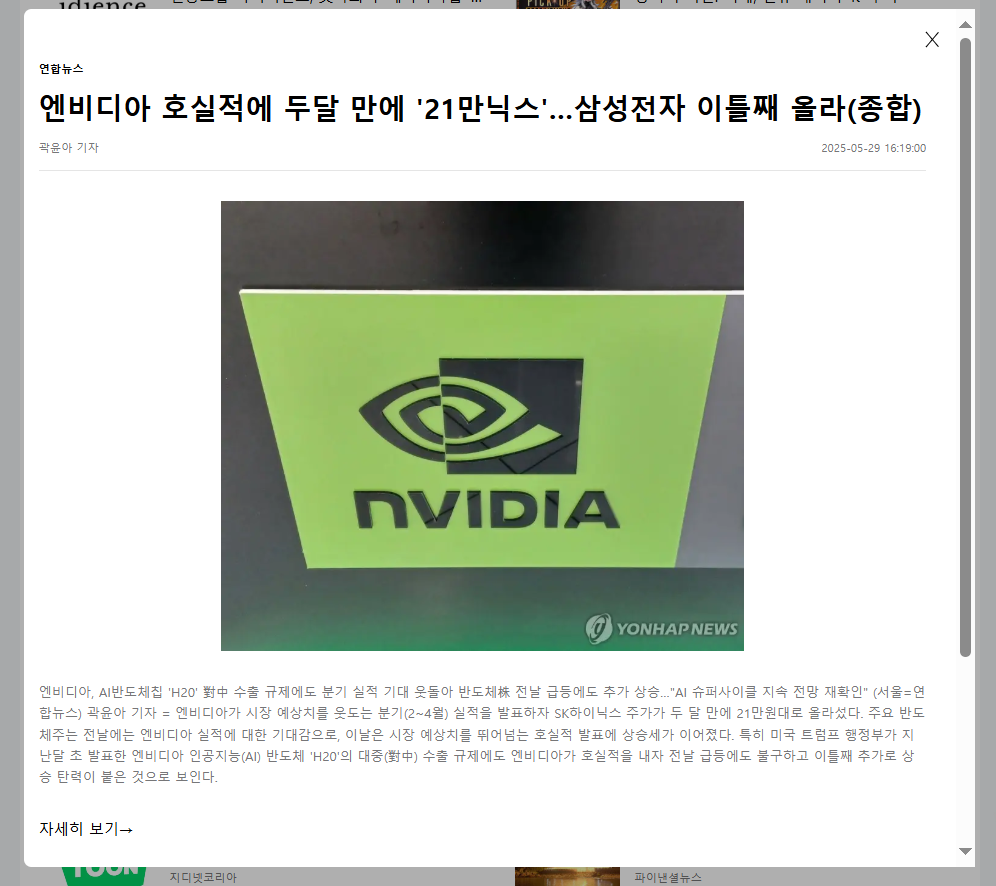 idience
X
연합뉴스
엔비디아 호실적에 두달 만에 '21만닉스'…삼성전자 이틀째 올라(종합)
곽윤아 기자
2025-05-29 16:19:00
NVIDIA
YONHAP NEWS
엔비디아, AI반도체칩 'H20' 對中 수출 규제에도 분기 실적 기대 웃돌아 반도체株 전날 급등에도 추가 상승…"AI 슈퍼사이클 지속 전망 재확인" (서울=연
합뉴스) 곽윤아 기자 = 엔비디아가 시장 예상치를 웃도는 분기(2~4월) 실적을 발표하자 SK하이닉스 주가가 두 달 만에 21만원대로 올라섰다. 주요 반도
체주는 전날에는 엔비디아 실적에 대한 기대감으로, 이날은 시장 예상치를 뛰어넘는 호실적 발표에 상승세가 이어졌다. 특히 미국 트럼프 행정부가 지
난달 초 발표한 엔비디아 인공지능(AI) 반도체 'H20'의 대중(對中) 수출 규제에도 엔비디아가 호실적을 내자 전날 급등에도 불구하고 이틀째 추가로 상
승 탄력이 붙은 것으로 보인다.
자세히 보기→
TOON
지디넷코리아
파이낸셜뉴스